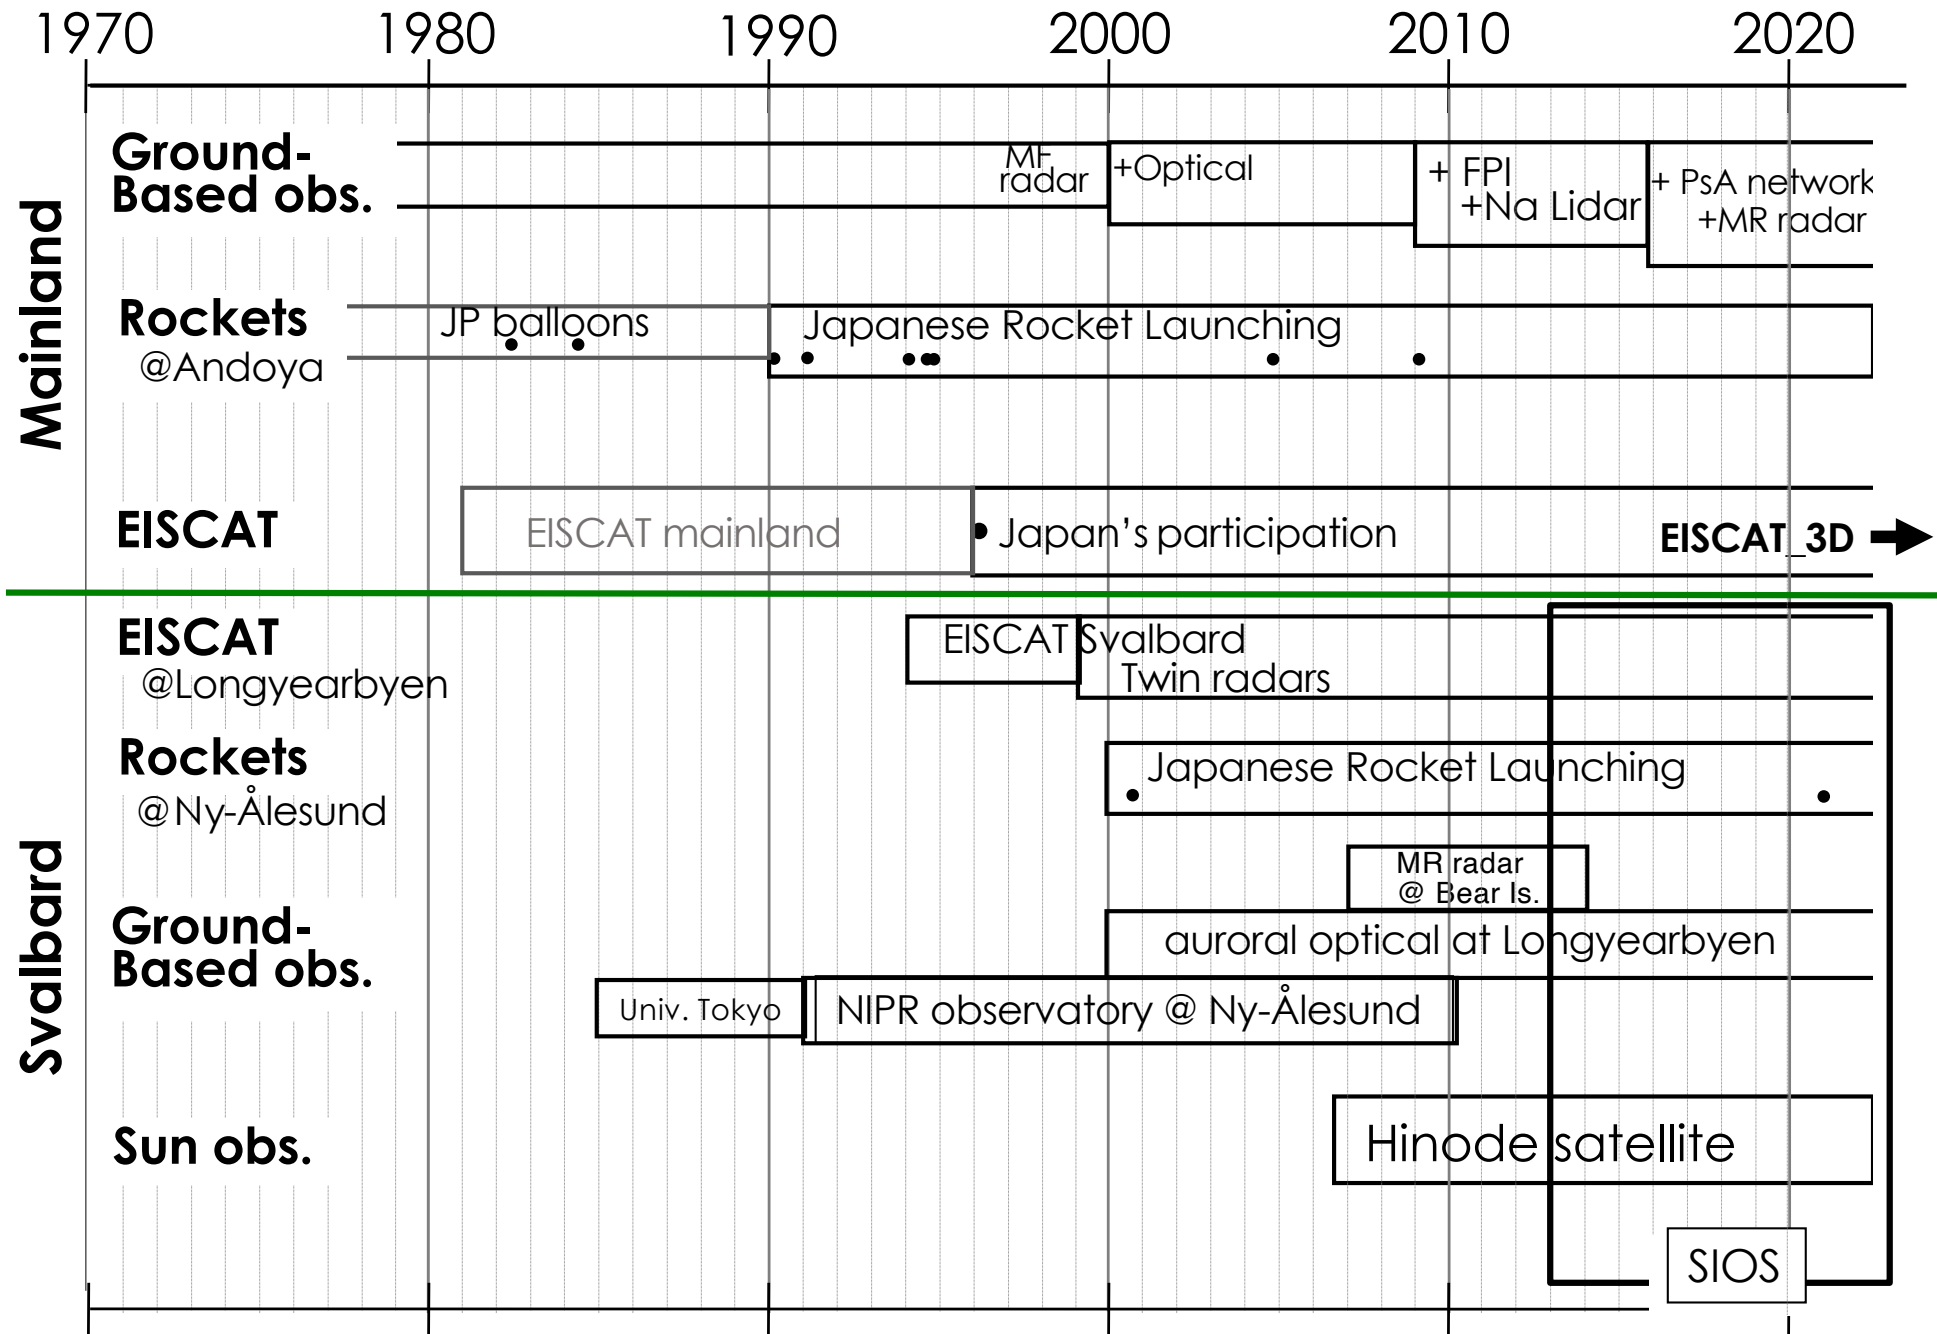 1970 1980 1990 2000 2010 2020
Mainland
Ground-
Based obs.
MF
radar
+Optical
+ FPI
+Na Lidar
+ PsA network
+MR radar
Rockets
@Andoya
JP balloons
Japanese Rocket Launching
EISCAT
EISCAT mainland
Japan's participation
EISCAT_3D
Svalbard
EISCAT
@Longyearbyen
EISCAT Svalbard
Twin radars
Rockets
@Ny-Ålesund
Japanese Rocket Launching
MR radar
@ Bear Is.
Ground-
Based obs.
auroral optical at Longyearbyen
Univ. Tokyo
NIPR observatory @ Ny-Ålesund
Sun obs.
Hinode satellite
SIOS